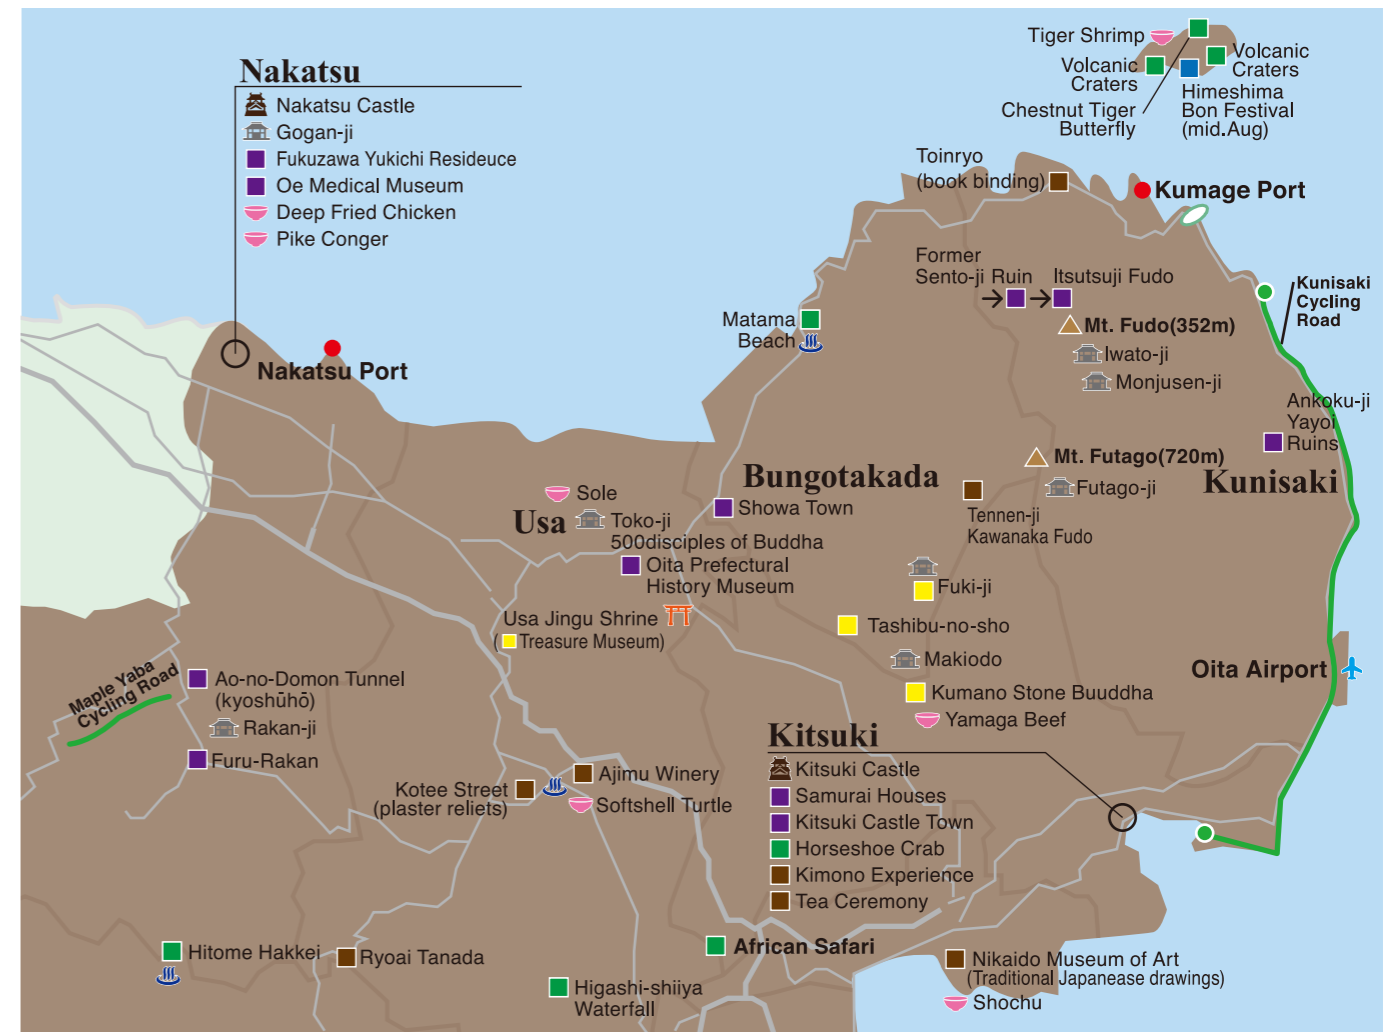 Nakatsu
Nakatsu Castle
Gogan-ji
Fukuzawa Yukichi Resideuce
Oe Medical Museum
Deep Fried Chicken
Pike Conger
Nakatsu Port
Tiger Shrimp
Volcanic
Craters
Volcanic
Craters
Himeshima
Bon Festival
(mid.Aug)
Chestnut Tiger
Butterfly
Toinryo
(book binding)
Kumage Port
Former
Sento-ji Ruin
Itsutsuji Fudo
Kunisaki
Cycling
Road
Matama
Beach
Mt. Fudo(352m)
Iwato-ji
Monjusen-ji
Ankoku-ji
Yayoi
Ruins
Mt. Futago(720m)
Futago-ji
Kunisaki
Bungotakada
Showa Town
Tennen-ji
Kawanaka Fudo
Sole
Usa
Toko-ji
500disciples of Buddha
Oita Prefectural
History Museum
Usa Jingu Shrine
(Treasure Museum)
Fuki-ji
Tashibu-no-sho
Makiodo
Kumano Stone Buuddha
Yamaga Beef
Oita Airport
Maple Yaba
Cycling Road
Ao-no-Domon Tunnel
(kyoshūhō)
Rakan-ji
Furu-Rakan
Kotee Street
(plaster reliets)
Ajimu Winery
Softshell Turtle
Kitsuki
Kitsuki Castle
Samurai Houses
Kitsuki Castle Town
Horseshoe Crab
Kimono Experience
Tea Ceremony
Hitome Hakkei
Ryoai Tanada
African Safari
Higashi-shiiya
Waterfall
Nikaido Museum of Art
(Traditional Japanease drawings)
Shochu